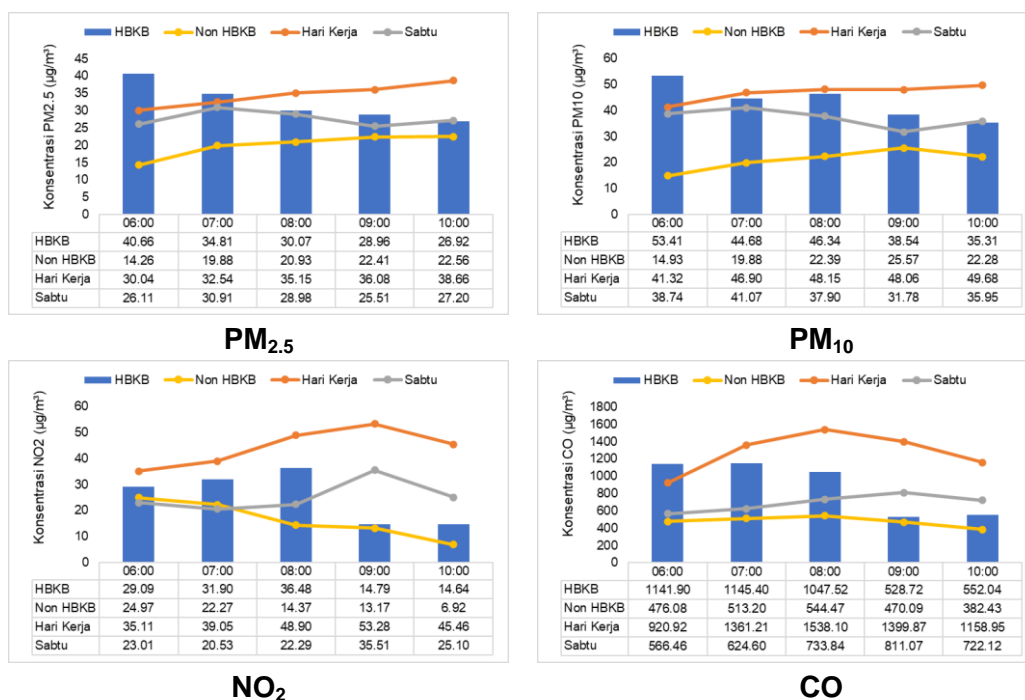 HBKB Non HBKB Hari Kerja Sabtu
Konsentrasi PM2.5 (µg/m³)
45
40
35
30
25
20
15
10
5
0
06:00 07:00 08:00 09:00 10:00
HBKB 40.66 34.81 30.07 28.96 26.92
Non HBKB 14.26 19.88 20.93 22.41 22.56
Hari Kerja 30.04 32.54 35.15 36.08 38.66
Sabtu 26.11 30.91 28.98 25.51 27.20
PM2.5
HBKB Non HBKB Hari Kerja Sabtu
Konsentrasi PM10 (µg/m³)
60
50
40
30
20
10
0
06:00 07:00 08:00 09:00 10:00
HBKB 53.41 44.68 46.34 38.54 35.31
Non HBKB 14.93 19.88 22.39 25.57 22.28
Hari Kerja 41.32 46.90 48.15 48.06 49.68
Sabtu 38.74 41.07 37.90 31.78 35.95
PM10
HBKB Non HBKB Hari Kerja Sabtu
Konsentrasi NO2 (µg/m³)
60
50
40
30
20
10
0
06:00 07:00 08:00 09:00 10:00
HBKB 29.09 31.90 36.48 14.79 14.64
Non HBKB 24.97 22.27 14.37 13.17 6.92
Hari Kerja 35.11 39.05 48.90 53.28 45.46
Sabtu 23.01 20.53 22.29 35.51 25.10
NO2
HBKB Non HBKB Hari Kerja Sabtu
Konsentrasi CO (µg/m³)
1800
1600
1400
1200
1000
800
600
400
200
0
06:00 07:00 08:00 09:00 10:00
HBKB 1141.90 1145.40 1047.52 528.72 552.04
Non HBKB 476.08 513.20 544.47 470.09 382.43
Hari Kerja 920.92 1361.21 1538.10 1399.87 1158.95
Sabtu 566.46 624.60 733.84 811.07 722.12
CO